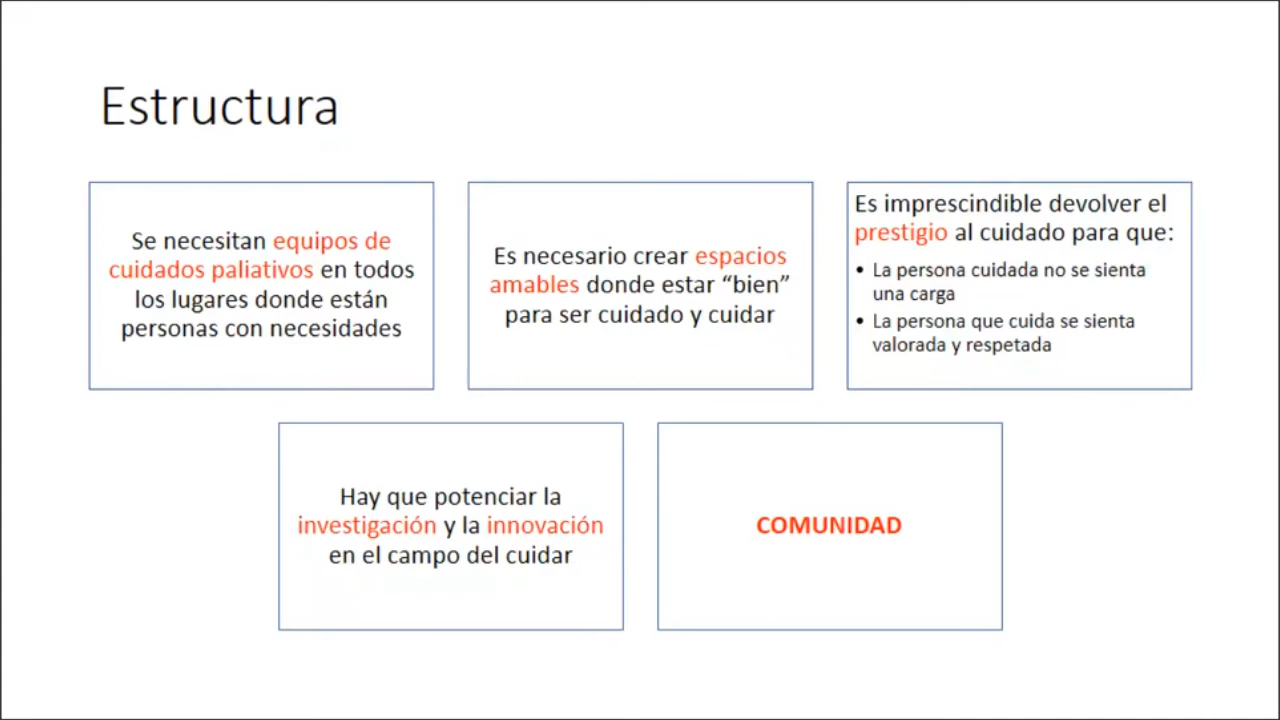 Estructura
Se necesitan equipos de
cuidados paliativos en todos
los lugares donde están
personas con necesidades
Es necesario crear espacios
amables donde estar “bien”
para ser cuidado y cuidar
Es imprescindible devolver el
prestigio al cuidado para que:
• La persona cuidada no se sienta
una carga
• La persona que cuida se sienta
valorada y respetada
Hay que potenciar la
investigación y la innovación
en el campo del cuidar
COMUNIDAD